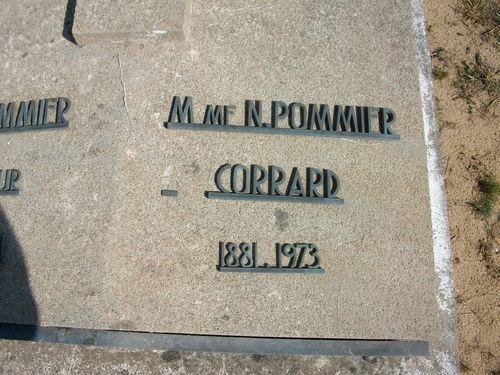 MMIER
UR
M ME N.POMMIER
CORRARD
1881.1973